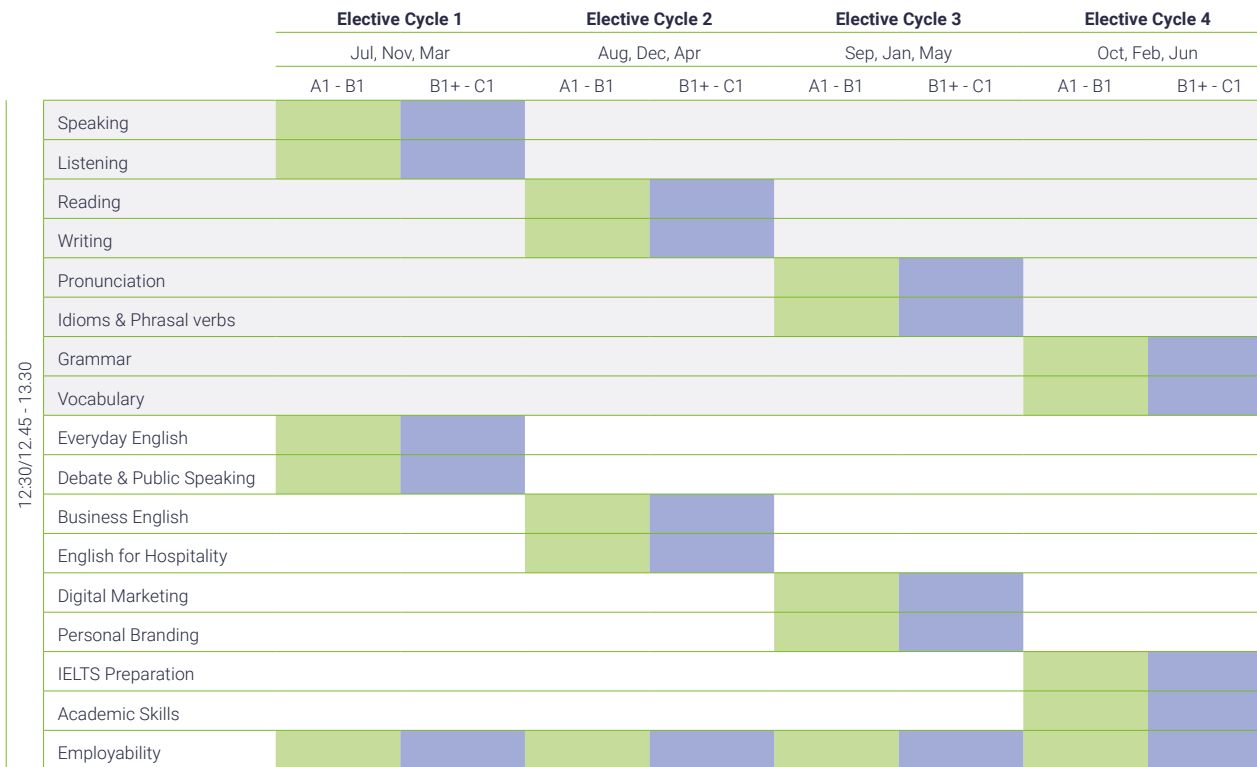 Elective Cycle 1 Elective Cycle 2 Elective Cycle 3 Elective Cycle 4
Jul, Nov, Mar Aug, Dec, Apr Sep, Jan, May Oct, Feb, Jun
A1 - B1 B1+ - C1 A1 - B1 B1+ - C1 A1 - B1 B1+ - C1 A1 - B1 B1+ - C1
12:30/12.45 - 13.30
Speaking
Listening
Reading
Writing
Pronunciation
Idioms & Phrasal verbs
Grammar
Vocabulary
Everyday English
Debate & Public Speaking
Business English
English for Hospitality
Digital Marketing
Personal Branding
IELTS Preparation
Academic Skills
Employability